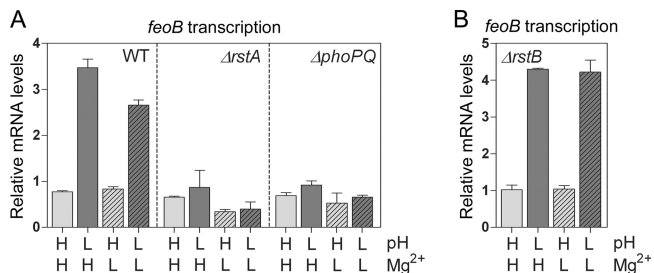 A
feoB transcription
Relative mRNA levels
4
3
2
1
0
WT
ΔrstA
ΔphoPQ
H L H L H L H L H L H L pH
H H L L H H L L H H L L Mg²⁺
B
feoB transcription
Relative mRNA levels
5
4
3
2
1
0
ΔrstB
H L H L pH
H H L L Mg²⁺